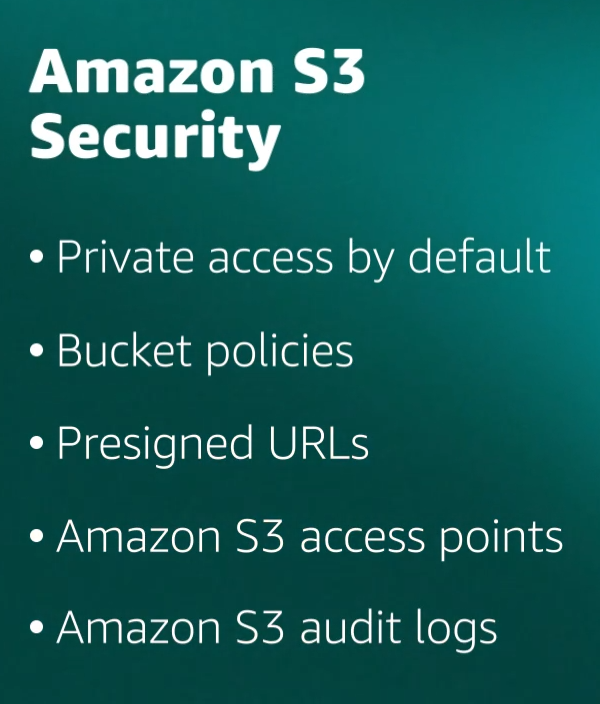 Amazon S3
Security
• Private access by default
• Bucket policies
• Presigned URLs
• Amazon S3 access points
• Amazon S3 audit logs